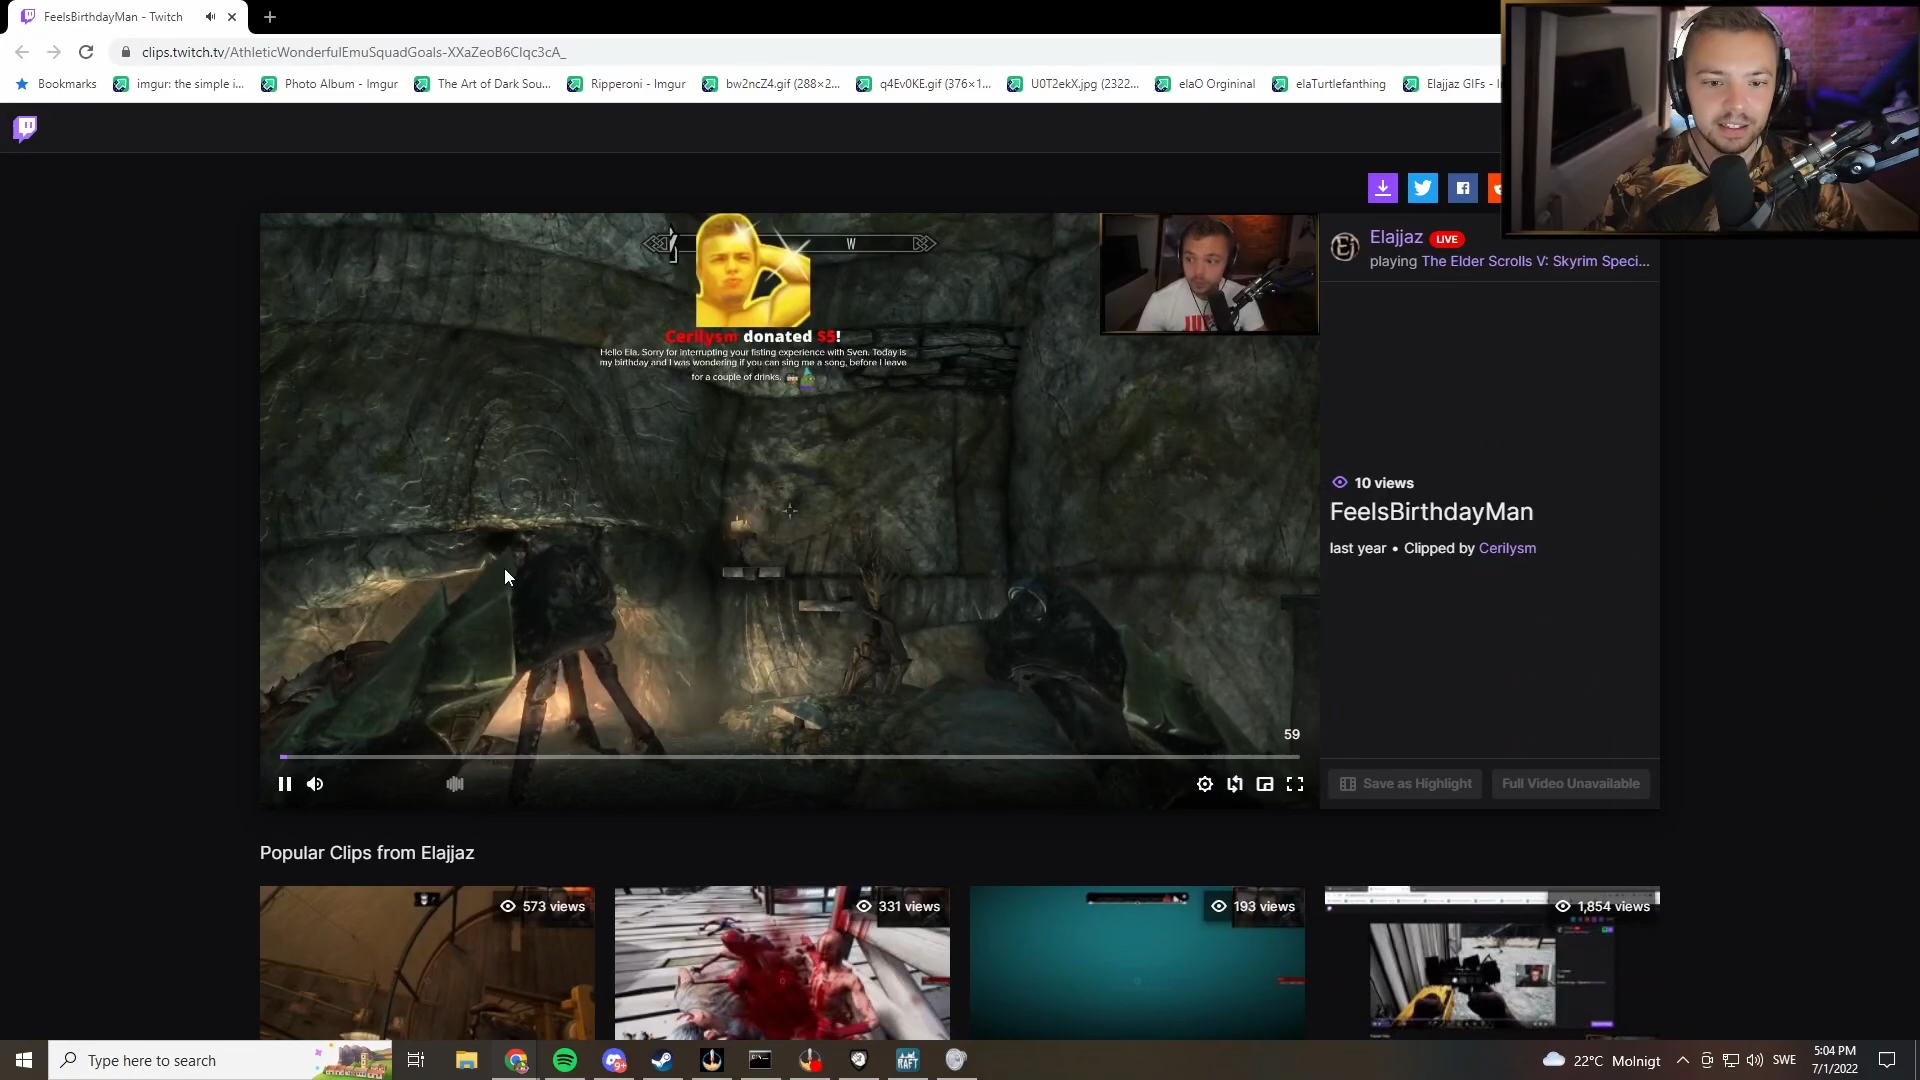 FeelsBirthdayMan - Twitch
clips.twitch.tv/AthleticWonderfulEmuSquadGoals-XXaZeoB6CIqc3cA_
Bookmarks imgur: the simple i... Photo Album - Imgur The Art of Dark Sou... Ripperoni - Imgur bw2ncZ4.gif (288×2... q4Ev0KE.gif (376×1... U0T2ekX.jpg (2322... elaO Orgininal elaTurtlefanthing Elajjaz GIFs - I
W
Cerilysm donated $5!
Hello Ela. Sorry for interrupting your fisting experience with Sven. Today is
my birthday and I was wondering if you can sing me a song, before I leave
for a couple of drinks.
Elajjaz LIVE
playing The Elder Scrolls V: Skyrim Speci...
10 views
FeelsBirthdayMan
last year • Clipped by Cerilysm
59
Save as Highlight Full Video Unavailable
Popular Clips from Elajjaz
573 views 331 views 193 views 1,854 views
Type here to search
9+
RAFT
22°C Molnigt
SWE
5:04 PM
7/1/2022